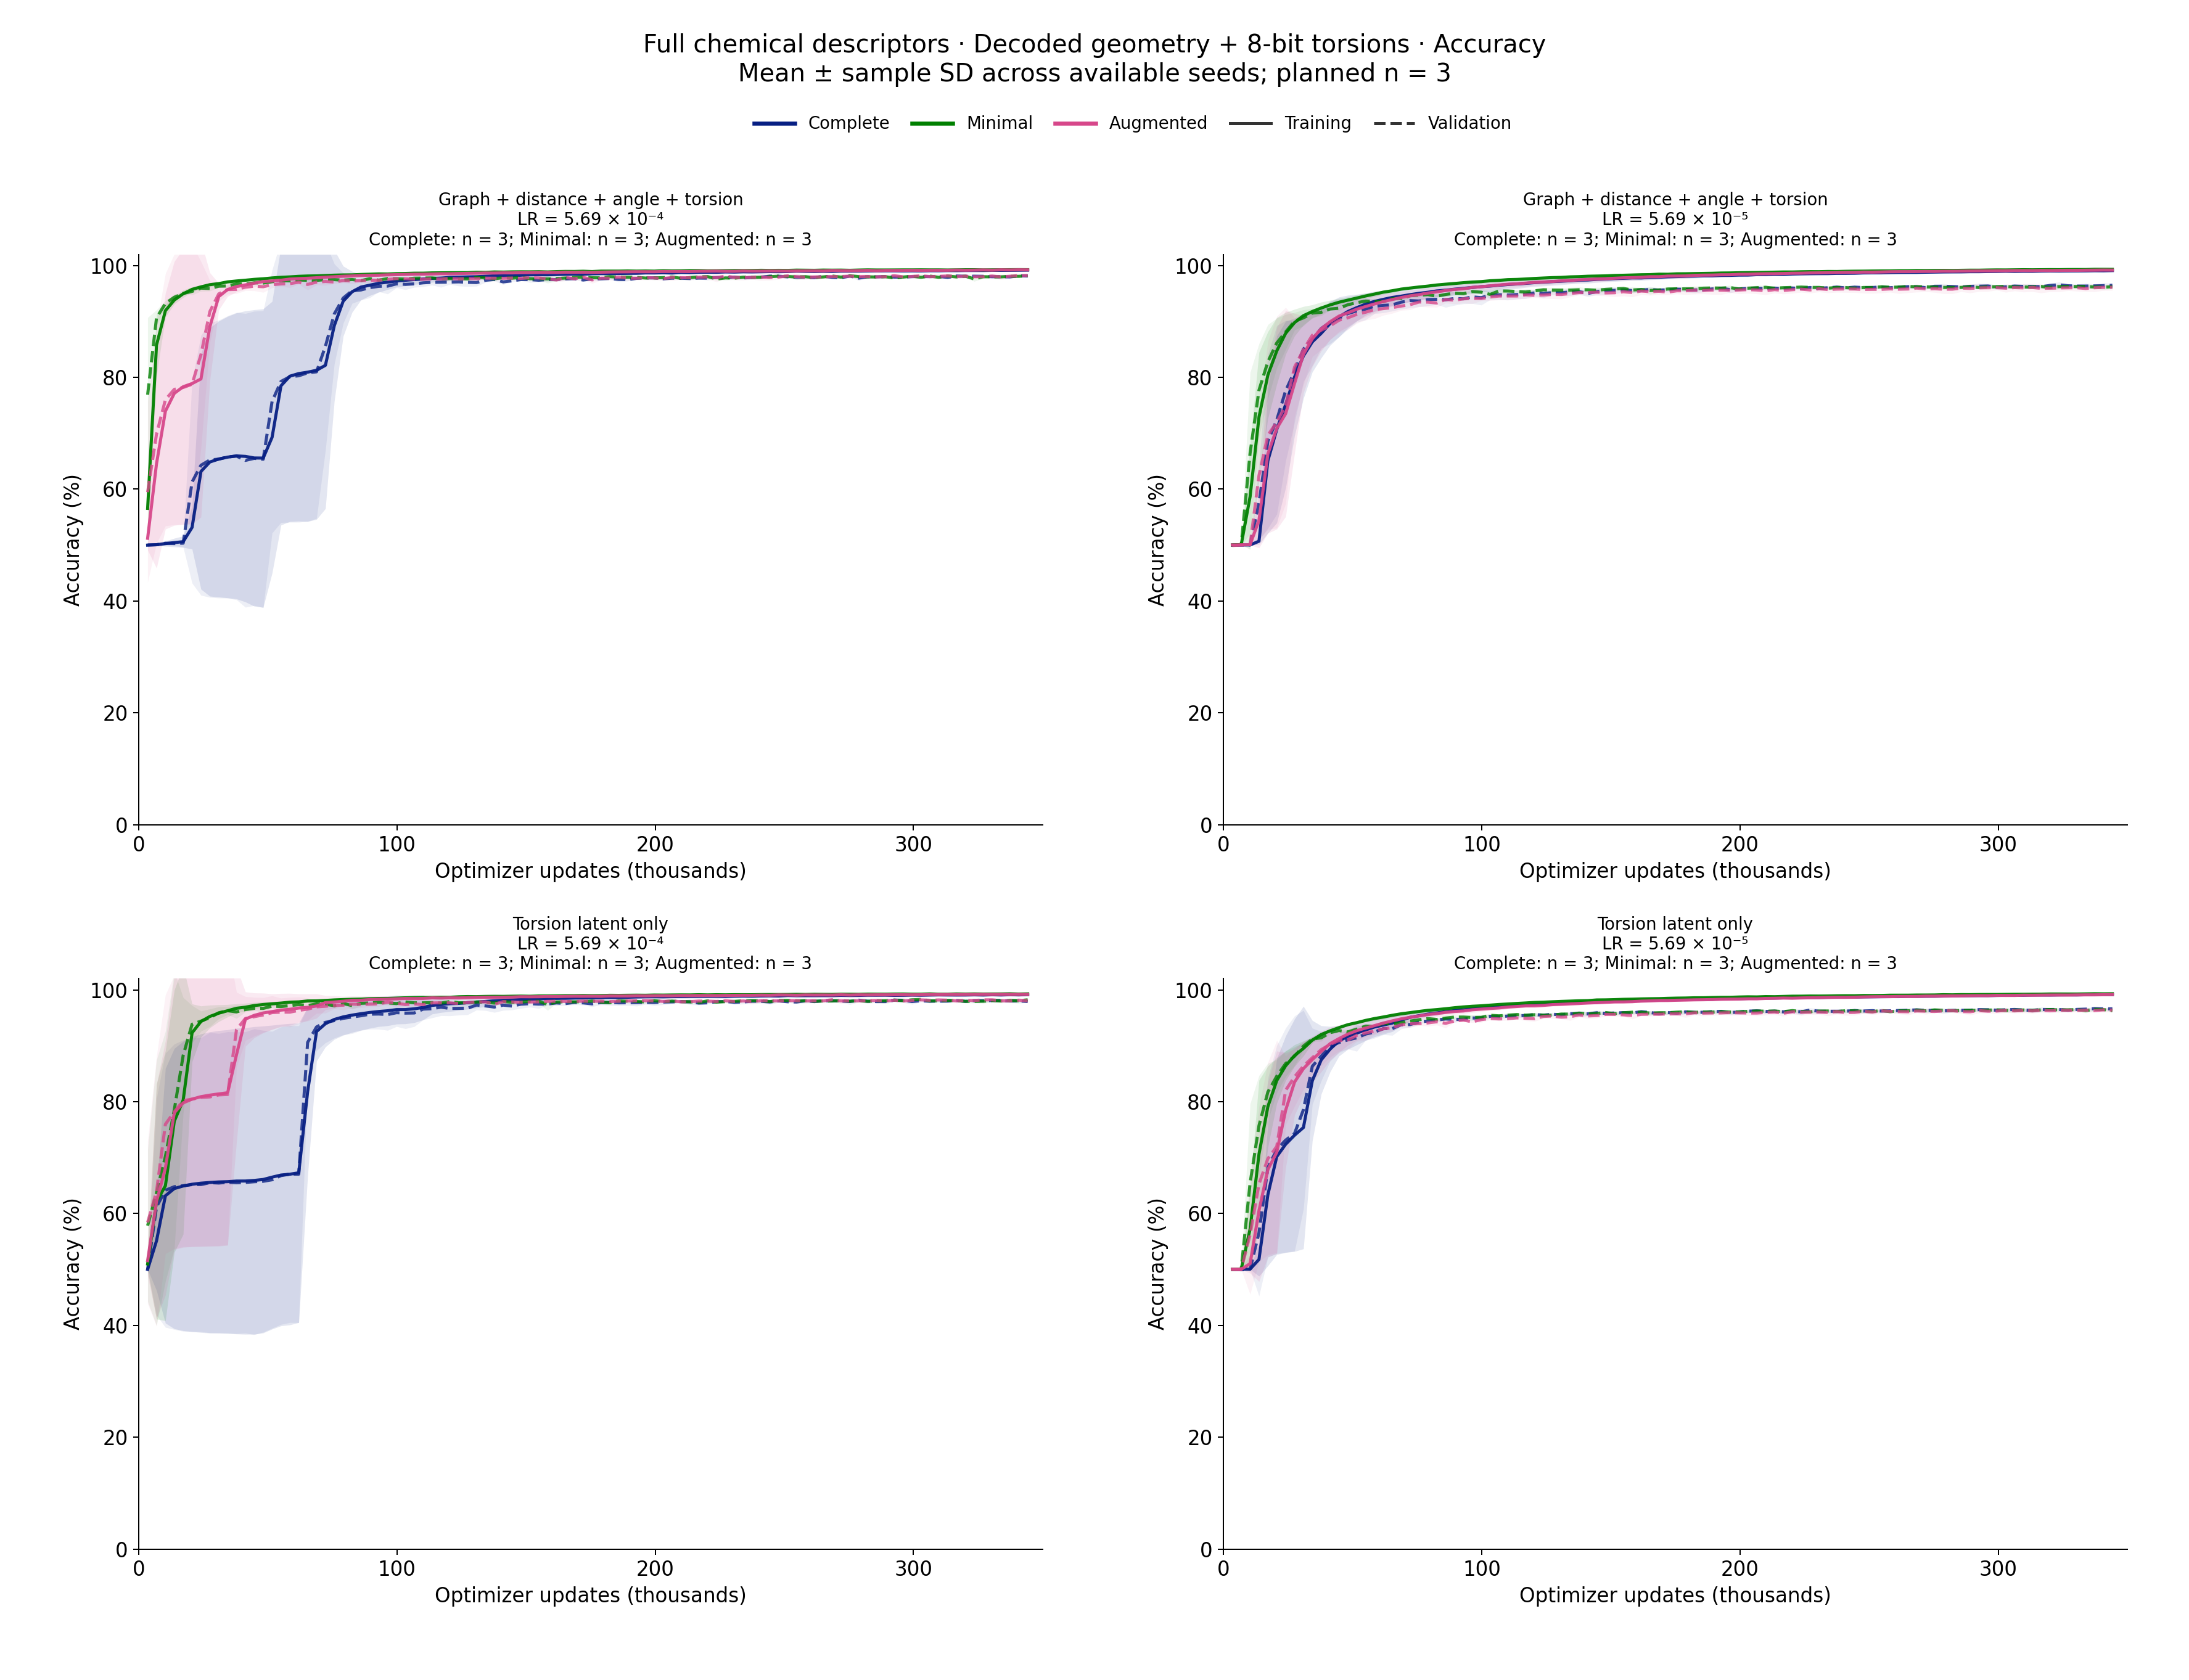 Full chemical descriptors · Decoded geometry + 8-bit torsions · Accuracy
Mean ± sample SD across available seeds; planned n = 3
Complete Minimal Augmented Training Validation
Graph + distance + angle + torsion
LR = 5.69 × 10⁻⁴
Complete: n = 3; Minimal: n = 3; Augmented: n = 3
100
80
60
40
20
0
Accuracy (%)
0 100 200 300
Optimizer updates (thousands)
Graph + distance + angle + torsion
LR = 5.69 × 10⁻⁵
Complete: n = 3; Minimal: n = 3; Augmented: n = 3
100
80
60
40
20
0
Accuracy (%)
0 100 200 300
Optimizer updates (thousands)
Torsion latent only
LR = 5.69 × 10⁻⁴
Complete: n = 3; Minimal: n = 3; Augmented: n = 3
100
80
60
40
20
0
Accuracy (%)
0 100 200 300
Optimizer updates (thousands)
Torsion latent only
LR = 5.69 × 10⁻⁵
Complete: n = 3; Minimal: n = 3; Augmented: n = 3
100
80
60
40
20
0
Accuracy (%)
0 100 200 300
Optimizer updates (thousands)